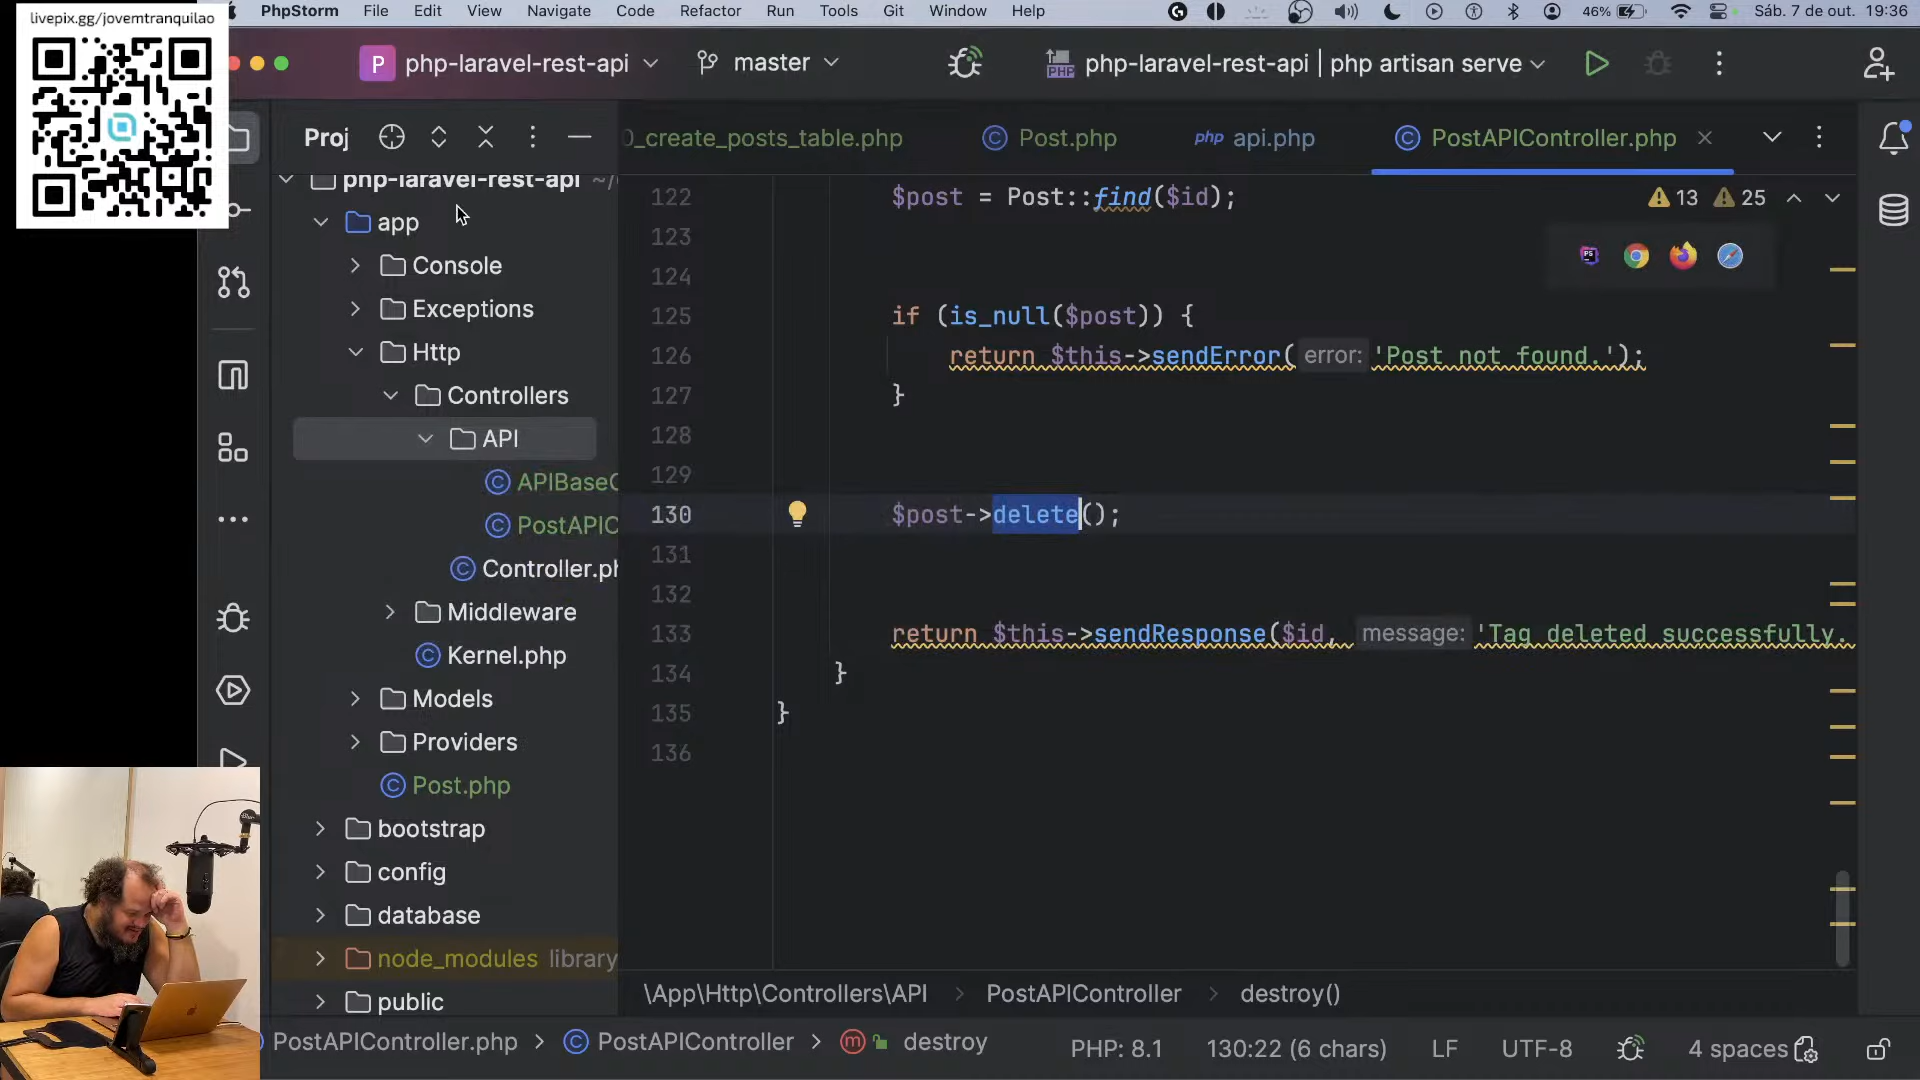 livepix.gg/jovemtranquilao
PhpStorm File Edit View Navigate Code Refactor Run Tools Git Window Help 46% Sáb. 7 de out. 19:36
P php-laravel-rest-api master php-laravel-rest-api | php artisan serve
Proj
0_create_posts_table.php Post.php php api.php PostAPIController.php
php-laravel-rest-api ~/
app
Console
Exceptions
Http
Controllers
API
APIBaseC
PostAPIC
Controller.ph
Middleware
Kernel.php
Models
Providers
Post.php
bootstrap
config
database
node_modules library
public
13 25
122 $post = Post::find($id);
123
124
125 if (is_null($post)) {
126 return $this->sendError( error: 'Post not found.');
127 }
128
129
130 $post->delete();
131
132
133 return $this->sendResponse($id, message: 'Tag deleted successfully.
134 }
135 }
136
\App\Http\Controllers\API > PostAPIController > destroy()
PostAPIController.php > PostAPIController > destroy PHP: 8.1 130:22 (6 chars) LF UTF-8 4 spaces